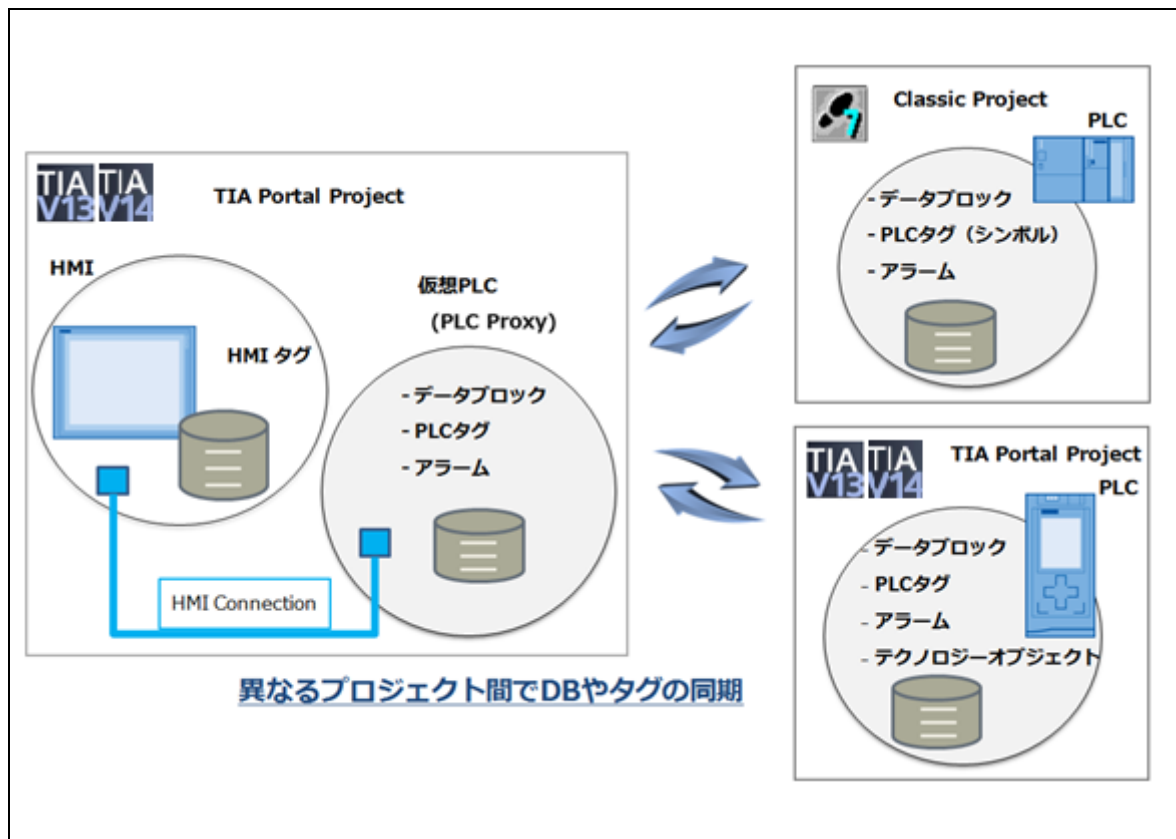 TIA V13
TIA V14
TIA Portal Project
HMI
HMI タグ
仮想PLC
(PLC Proxy)
- データブロック
- PLCタグ
- アラーム
HMI Connection
異なるプロジェクト間でDBやタグの同期
7
Classic Project
PLC
- データブロック
- PLCタグ（シンボル）
- アラーム
TIA V13
TIA V14
TIA Portal Project
PLC
- データブロック
- PLCタグ
- アラーム
- テクノロジーオブジェクト